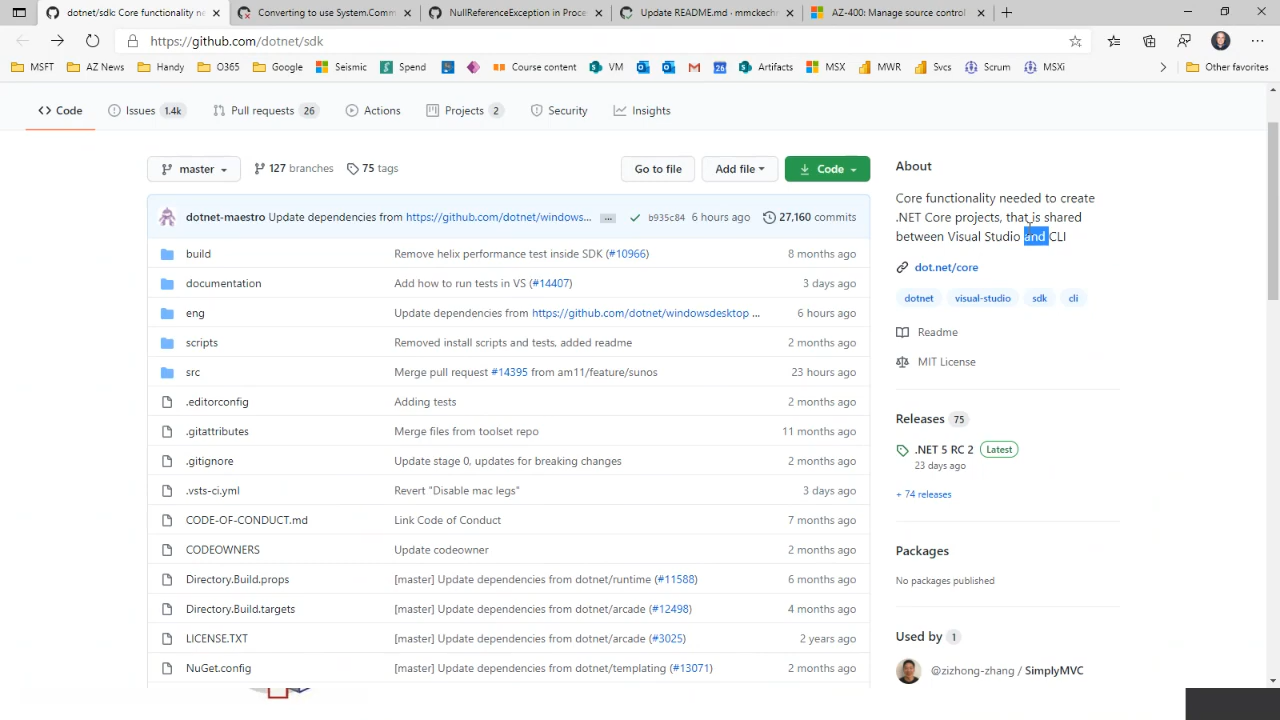 dotnet/sdk: Core functionality ne
Converting to use System.Comm
NullReferenceException in Proce
Update README.md · mmckechn
AZ-400: Manage source control
https://github.com/dotnet/sdk
MSFT AZ News Handy O365 Google Seismic Spend Course content VM 26 Artifacts MSX MWR Svcs Scrum MSXi Other favorites
Code Issues 1.4k Pull requests 26 Actions Projects 2 Security Insights
master 127 branches 75 tags Go to file Add file Code
dotnet-maestro Update dependencies from https://github.com/dotnet/windows... ... b935c84 6 hours ago 27,160 commits
build Remove helix performance test inside SDK (#10966) 8 months ago
documentation Add how to run tests in VS (#14407) 3 days ago
eng Update dependencies from https://github.com/dotnet/windowsdesktop ... 6 hours ago
scripts Removed install scripts and tests, added readme 2 months ago
src Merge pull request #14395 from am11/feature/sunos 23 hours ago
.editorconfig Adding tests 2 months ago
.gitattributes Merge files from toolset repo 11 months ago
.gitignore Update stage 0, updates for breaking changes 2 months ago
.vsts-ci.yml Revert "Disable mac legs" 3 days ago
CODE-OF-CONDUCT.md Link Code of Conduct 7 months ago
CODEOWNERS Update codeowner 2 months ago
Directory.Build.props [master] Update dependencies from dotnet/runtime (#11588) 6 months ago
Directory.Build.targets [master] Update dependencies from dotnet/arcade (#12498) 4 months ago
LICENSE.TXT [master] Update dependencies from dotnet/arcade (#3025) 2 years ago
NuGet.config [master] Update dependencies from dotnet/templating (#13071) 2 months ago
About
Core functionality needed to create
.NET Core projects, that is shared
between Visual Studio and CLI
dot.net/core
dotnet visual-studio sdk cli
Readme
MIT License
Releases 75
.NET 5 RC 2 Latest
23 days ago
+ 74 releases
Packages
No packages published
Used by 1
@zizhong-zhang / SimplyMVC